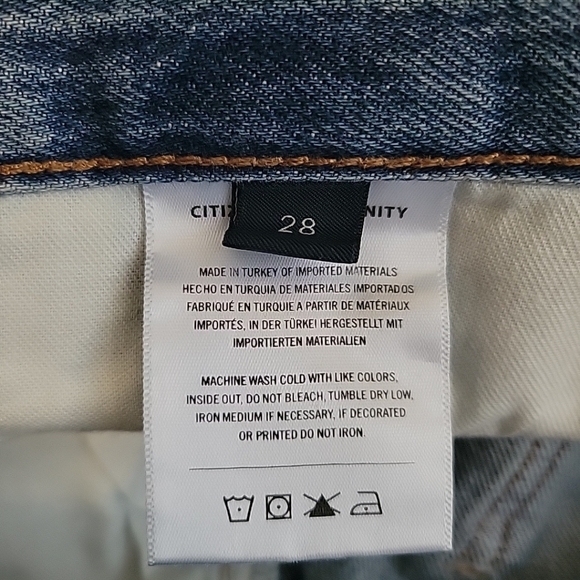 CITI NITY
28
MADE IN TURKEY OF IMPORTED MATERIALS
HECHO EN TURQUIA DE MATERIALES IMPORTADOS
FABRIQUÉ EN TURQUIE A PARTIR DE MATÉRIAUX
IMPORTÉS, IN DER TÜRKEI HERGESTELLT MIT
IMPORTIERTEN MATERIALIEN
MACHINE WASH COLD WITH LIKE COLORS,
INSIDE OUT, DO NOT BLEACH, TUMBLE DRY LOW,
IRON MEDIUM IF NECESSARY, IF DECORATED
OR PRINTED DO NOT IRON.